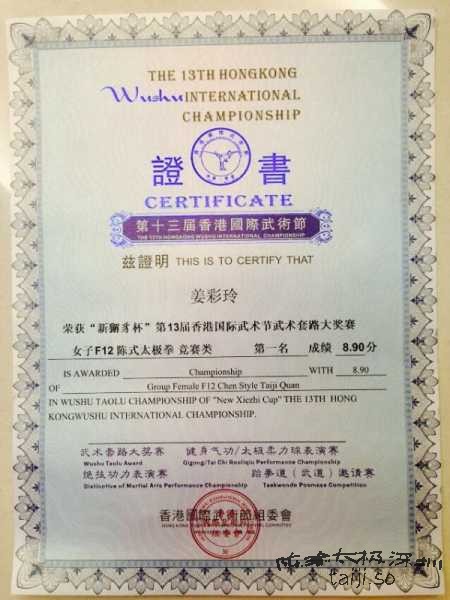 THE 13TH HONGKONG
Wushu INTERNATIONAL
CHAMPIONSHIP
證 書
CERTIFICATE
第十三届香港國際武術節
THE 13TH HONGKONG WUSHU INTERNATIONAL CHAMPIONSHIP
兹證明 THIS IS TO CERTIFY THAT
姜彩玲
荣获“新獬豸杯”第13届香港国际武术节武术套路大奖赛
女子F12 陈式太极拳 竞赛类 第一名 成绩 8.90分
IS AWARDED Championship WITH 8.90
OF Group Female F12 Chen Style Taiji Quan
IN WUSHU TAOLU CHAMPIONSHIP OF "New Xiezhi Cup" THE 13TH HONG
KONGWUSHU INTERNATIONAL CHAMPIONSHIP.
武术套路大奖赛 健身气功/太极柔力球表演赛
Wushu Taolu Award Qigong/Tai Chi Rouliqiu Performance Championship
绝技功力表演赛 跆拳道（武道）邀请赛
Distinctive of Martial Arts Performance Championship Taekwondo Poomsae Competition
香港國際武術節組委會
taiji.so